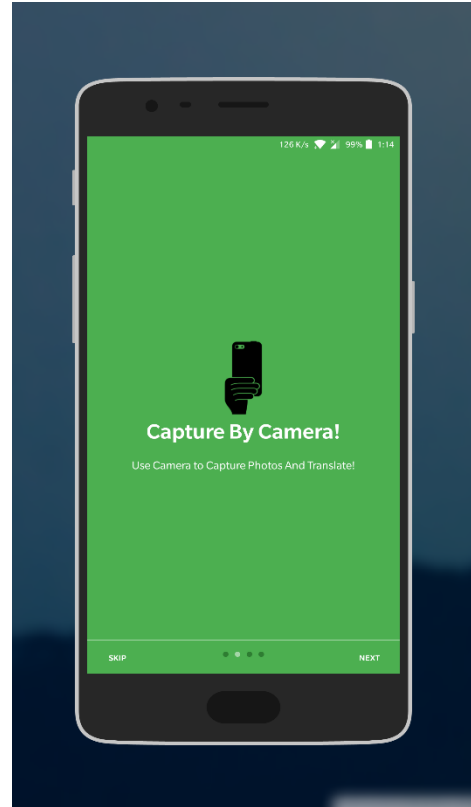 126 K/s 99% 1:14
Capture By Camera!
Use Camera to Capture Photos And Translate!
SKIP NEXT